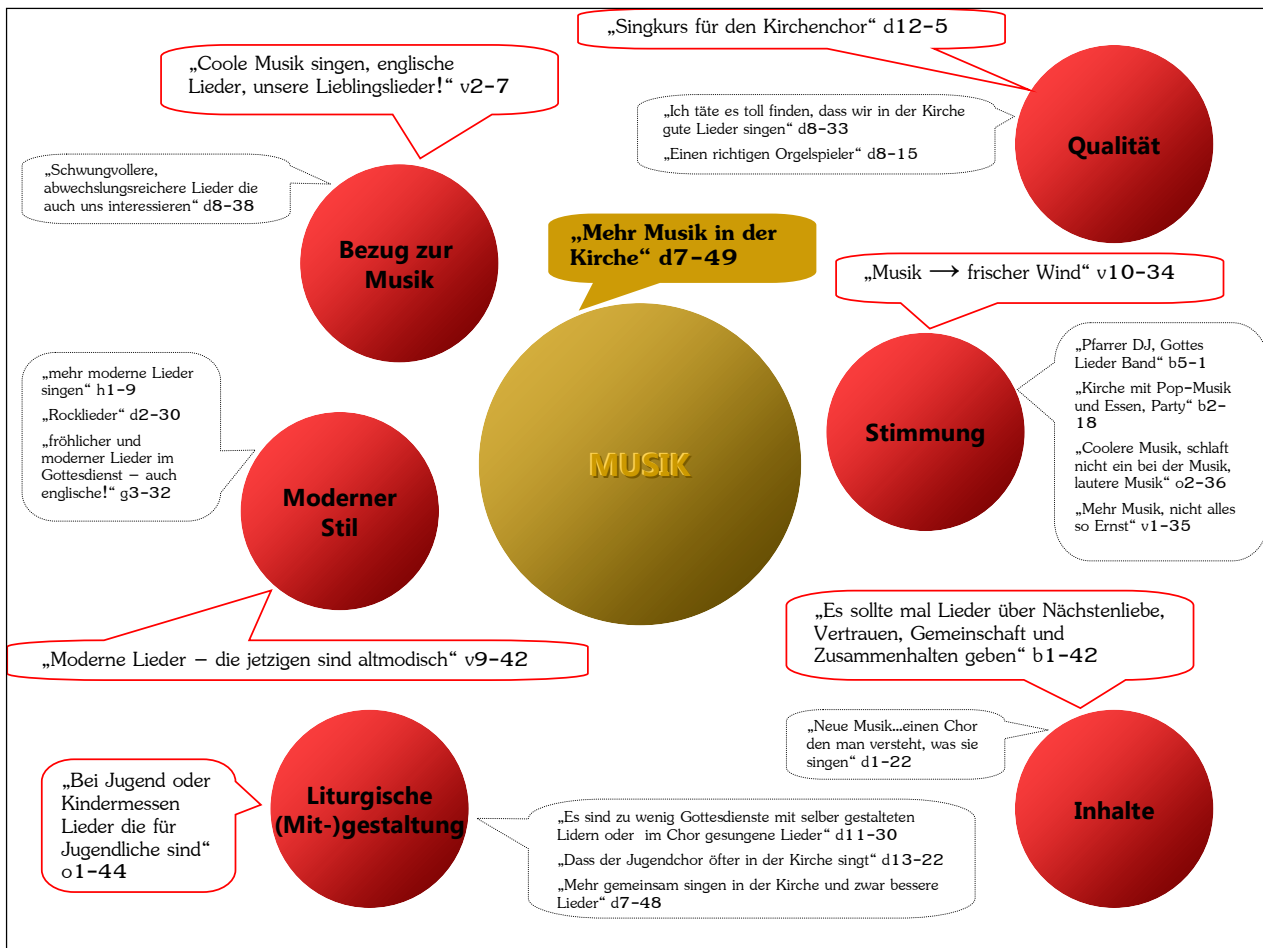 „Singkurs für den Kirchenchor“ d12-5
„Coole Musik singen, englische
Lieder, unsere Lieblingslieder!“ v2-7
„Ich täte es toll finden, dass wir in der Kirche
gute Lieder singen“ d8-33
„Einen richtigen Orgelspieler“ d8-15
Qualität
„Schwungvollere,
abwechslungsreichere Lieder die
auch uns interessieren“ d8-38
Bezug zur
Musik
„Mehr Musik in der
Kirche“ d7-49
„Musik → frischer Wind“ v10-34
„mehr moderne Lieder
singen“ h1-9
„Rocklieder“ d2-30
„fröhlicher und
moderner Lieder im
Gottesdienst – auch
englische!“ g3-32
Moderner
Stil
MUSIK
Stimmung
„Pfarrer DJ, Gottes
Lieder Band“ b5-1
„Kirche mit Pop-Musik
und Essen, Party“ b2-
18
„Coolere Musik, schlaft
nicht ein bei der Musik,
lautere Musik“ o2-36
„Mehr Musik, nicht alles
so Ernst“ v1-35
„Moderne Lieder – die jetzigen sind altmodisch“ v9-42
„Es sollte mal Lieder über Nächstenliebe,
Vertrauen, Gemeinschaft und
Zusammenhalten geben“ b1-42
„Neue Musik...einen Chor
den man versteht, was sie
singen“ d1-22
Inhalte
„Bei Jugend oder
Kindermessen
Lieder die für
Jugendliche sind“
o1-44
Liturgische
(Mit-)gestaltung
„Es sind zu wenig Gottesdienste mit selber gestalteten
Lidern oder im Chor gesungene Lieder“ d11-30
„Dass der Jugendchor öfter in der Kirche singt“ d13-22
„Mehr gemeinsam singen in der Kirche und zwar bessere
Lieder“ d7-48